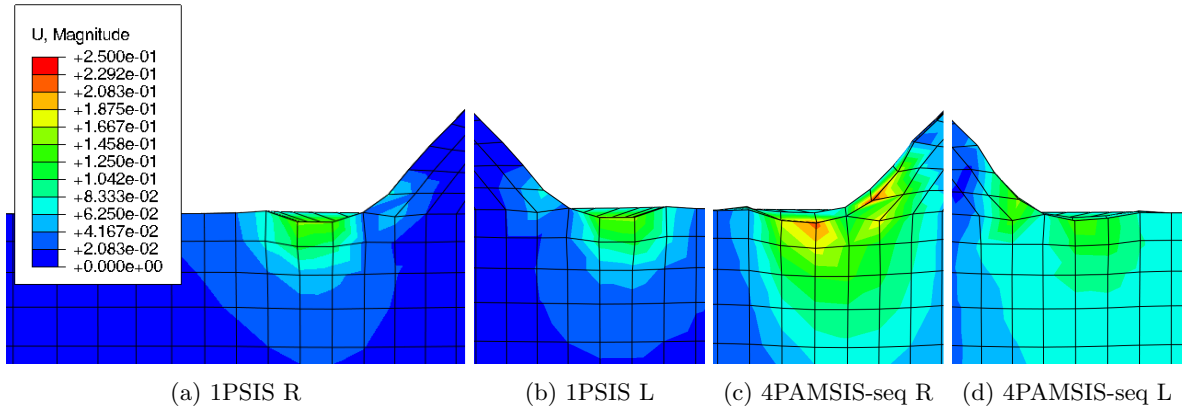 U, Magnitude
+2.500e-01
+2.292e-01
+2.083e-01
+1.875e-01
+1.667e-01
+1.458e-01
+1.250e-01
+1.042e-01
+8.333e-02
+6.250e-02
+4.167e-02
+2.083e-02
+0.000e+00
(a) 1PSIS R
(b) 1PSIS L
(c) 4PAMSIS-seq R
(d) 4PAMSIS-seq L